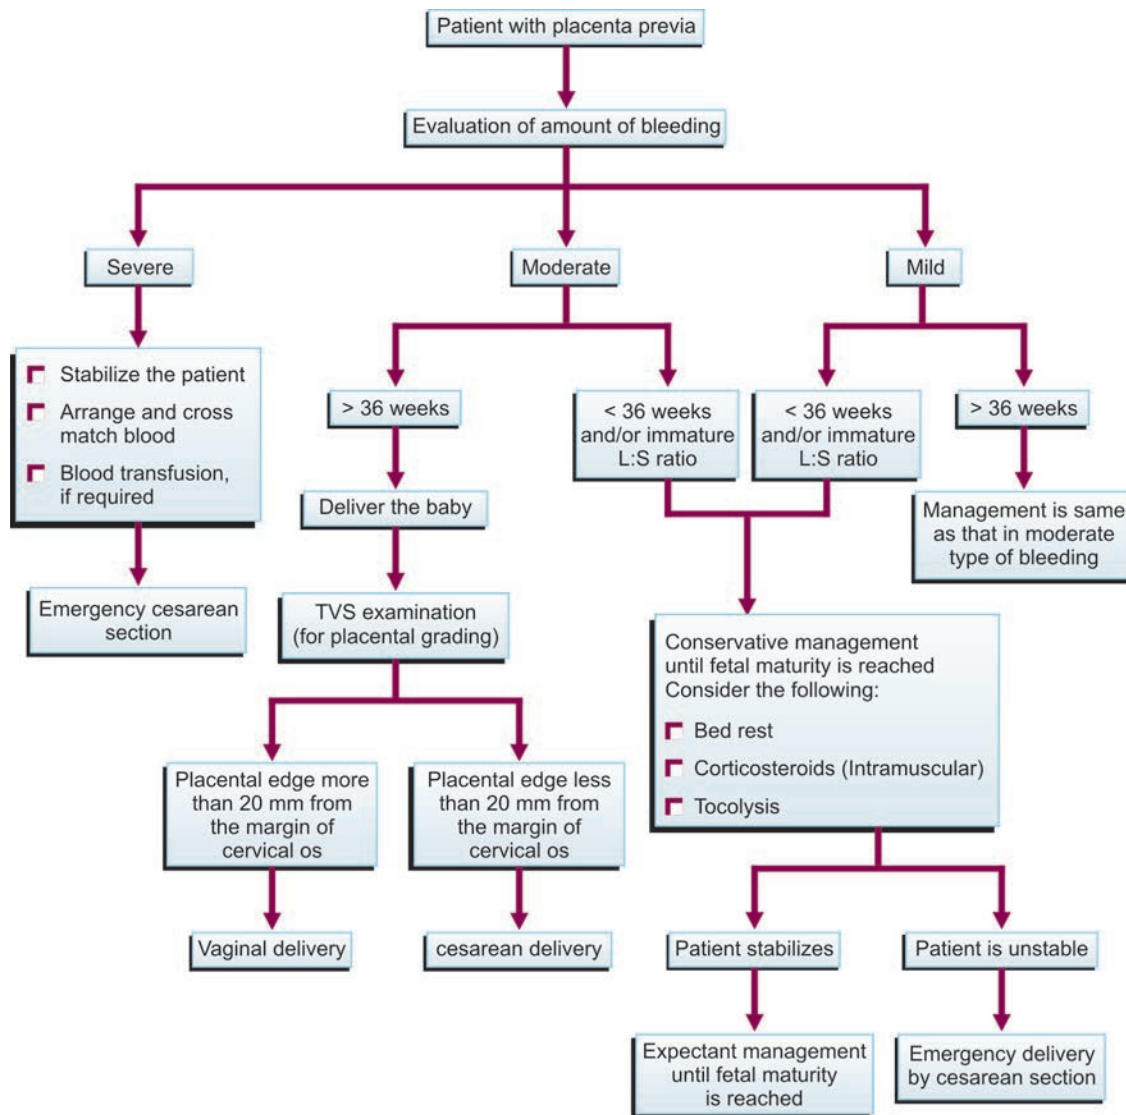 Patient with placenta previa
Evaluation of amount of bleeding
Severe
Moderate
Mild
Stabilize the patient
Arrange and cross
match blood
Blood transfusion,
if required
> 36 weeks
< 36 weeks
and/or immature
L:S ratio
< 36 weeks
and/or immature
L:S ratio
> 36 weeks
Deliver the baby
Management is same
as that in moderate
type of bleeding
Emergency cesarean
section
TVS examination
(for placental grading)
Conservative management
until fetal maturity is reached
Consider the following:
Bed rest
Corticosteroids (Intramuscular)
Tocolysis
Placental edge more
than 20 mm from
the margin of
cervical os
Placental edge less
than 20 mm from
the margin of
cervical os
Vaginal delivery
cesarean delivery
Patient stabilizes
Patient is unstable
Expectant management
until fetal maturity
is reached
Emergency delivery
by cesarean section